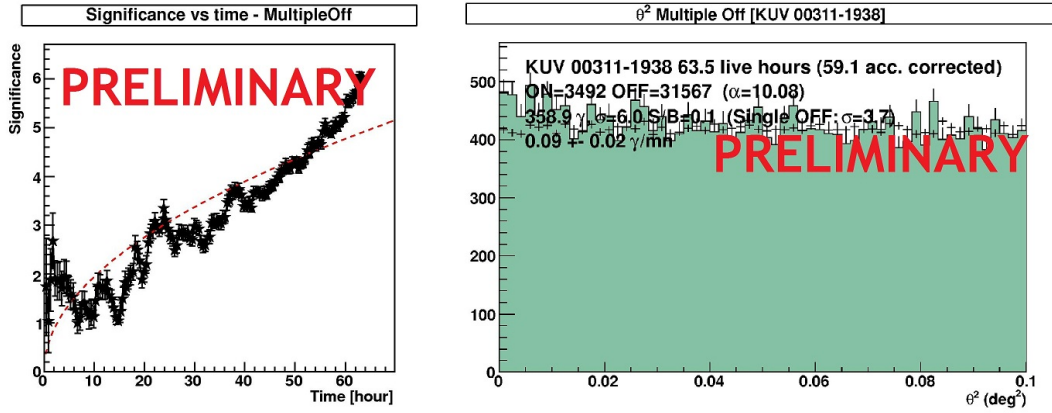 Significance vs time - MultipleOff
Significance
PRELIMINARY
6
5
4
3
2
1
0
0 10 20 30 40 50 60
Time [hour]
θ² Multiple Off [KUV 00311-1938]
KUV 00311-1938 63.5 live hours (59.1 acc. corrected)
ON=3492 OFF=31567 (α=10.08)
358.9 γ σ=6.0 S/B=0.1 (Single OFF: σ=3.7)
0.09 +- 0.02 γ/mn
PRELIMINARY
500
400
300
200
100
0
0 0.02 0.04 0.06 0.08 0.1
θ² (deg²)